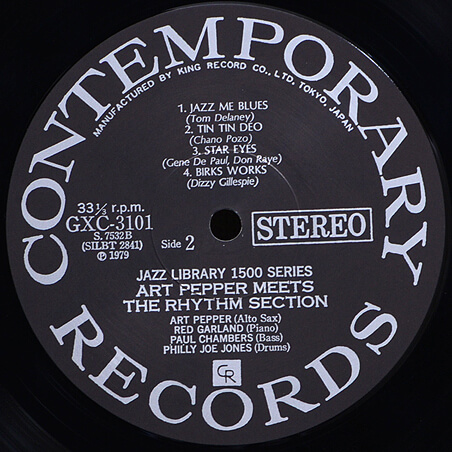 CONTEMPORARY
MANUFACTURED BY KING RECORD CO., LTD, TOKYO, JAPAN
1. JAZZ ME BLUES
(Tom Delaney)
2. TIN TIN DEO
(Chano Pozo)
3. STAR EYES
(Gene De Paul, Don Raye)
4. BIRKS WORKS
(Dizzy Gillespie)
33⅓ r.p.m.
GXC-3101
S. 7532B
(SILBT 2841)
Ⓟ 1979
Side 2
STEREO
JAZZ LIBRARY 1500 SERIES
ART PEPPER MEETS
THE RHYTHM SECTION
ART PEPPER (Alto Sax)
RED GARLAND (Piano)
PAUL CHAMBERS (Bass)
PHILLY JOE JONES (Drums)
CR
RECORDS